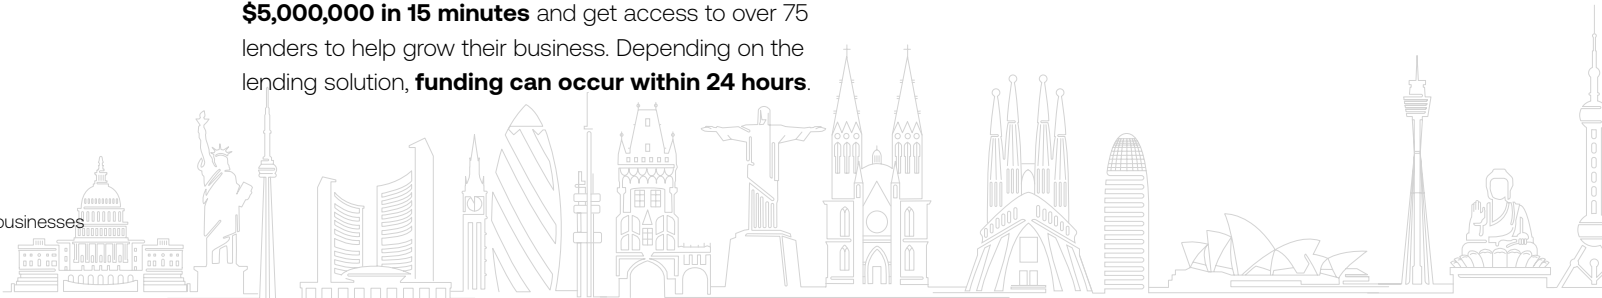 $5,000,000 in 15 minutes and get access to over 75
lenders to help grow their business. Depending on the
lending solution, funding can occur within 24 hours.
businesses